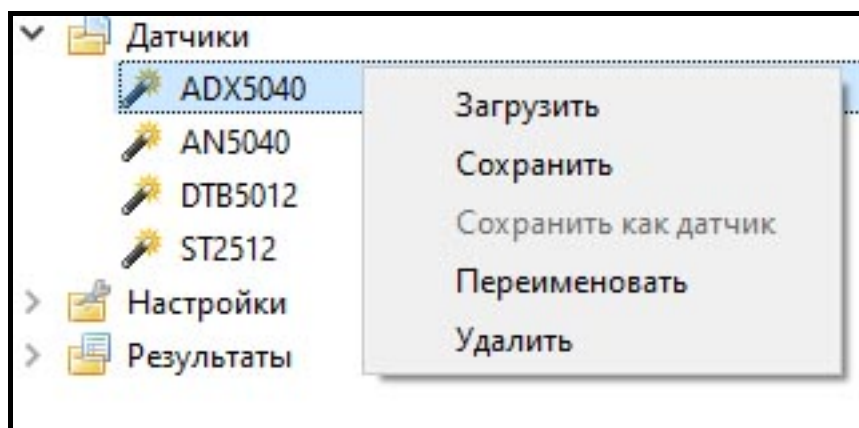 Датчики
ADX5040
AN5040
DTB5012
ST2512
Настройки
Результаты
Загрузить
Сохранить
Сохранить как датчик
Переименовать
Удалить